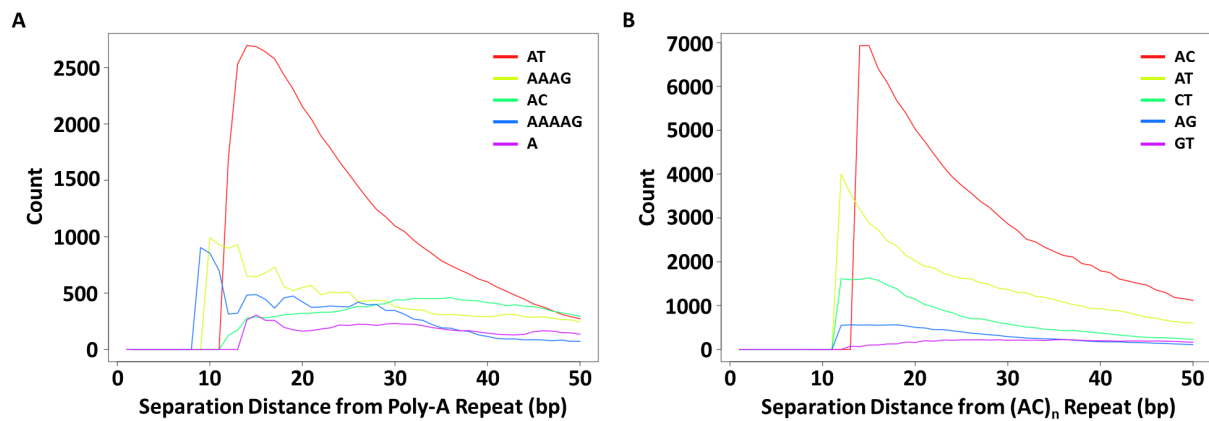 A
Count
2500
2000
1500
1000
500
0
AT
AAAG
AC
AAAAG
A
0 10 20 30 40 50
Separation Distance from Poly-A Repeat (bp)
B
Count
7000
6000
5000
4000
3000
2000
1000
0
AC
AT
CT
AG
GT
0 10 20 30 40 50
Separation Distance from (AC)n Repeat (bp)